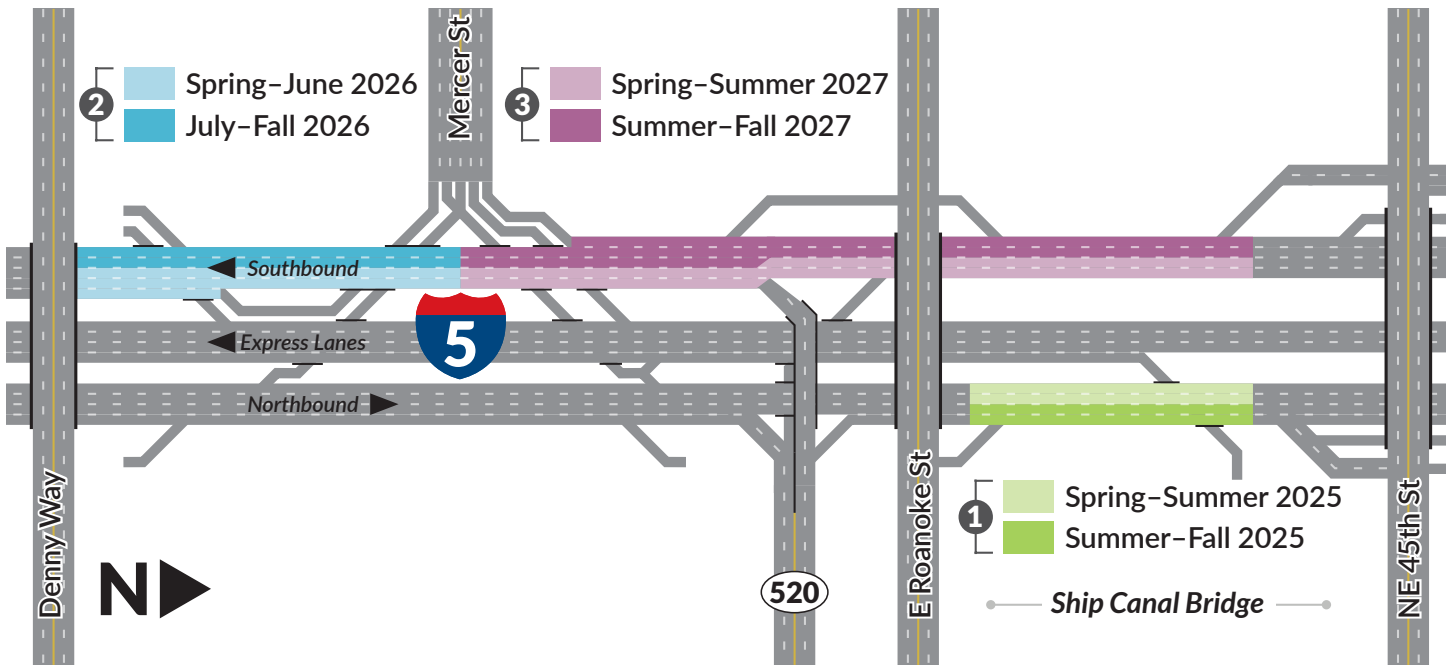 Mercer St
2
Spring–June 2026
July–Fall 2026
3
Spring–Summer 2027
Summer–Fall 2027
Southbound
5
Express Lanes
Northbound
Denny Way
N
520
E Roanoke St
1
Spring–Summer 2025
Summer–Fall 2025
Ship Canal Bridge
NE 45th St